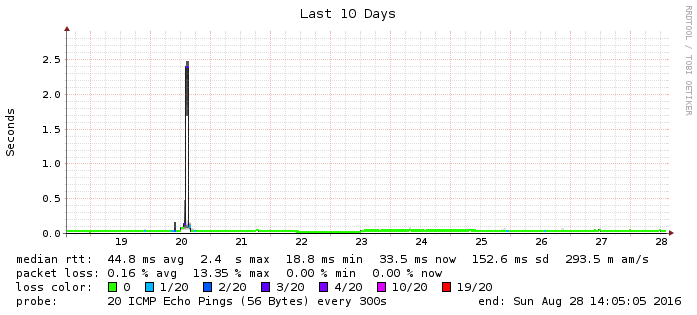 Last 10 Days
RRDTOOL / TOBI OETIKER
Seconds
2.5
2.0
1.5
1.0
0.5
0.0
19 20 21 22 23 24 25 26 27 28
median rtt: 44.8 ms avg 2.4 s max 18.8 ms min 33.5 ms now 152.6 ms sd 293.5 m am/s
packet loss: 0.16 % avg 13.35 % max 0.00 % min 0.00 % now
loss color: 0 1/20 2/20 3/20 4/20 10/20 19/20
probe: 20 ICMP Echo Pings (56 Bytes) every 300s end: Sun Aug 28 14:05:05 2016